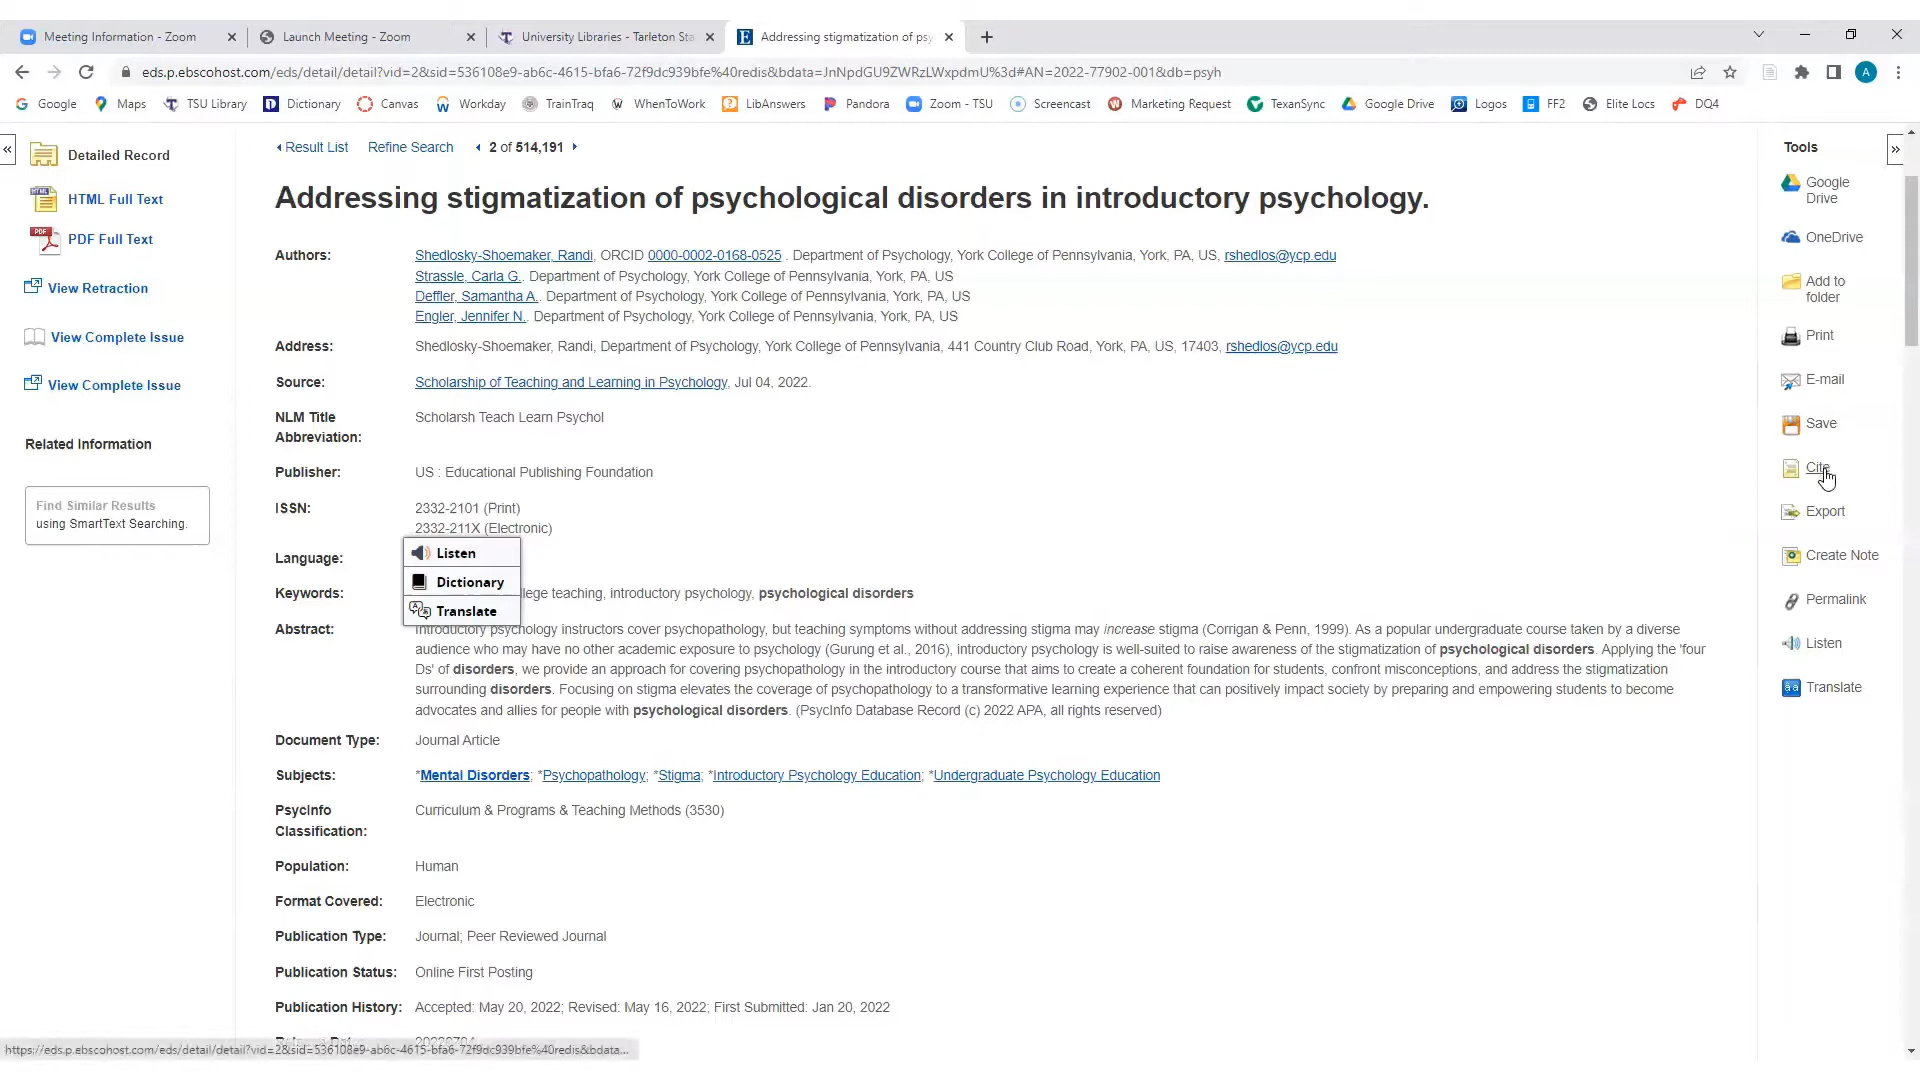 Meeting Information - Zoom
Launch Meeting - Zoom
University Libraries - Tarleton Sta
Addressing stigmatization of psy
eds.p.ebscohost.com/eds/detail/detail?vid=2&sid=536108e9-ab6c-4615-bfa6-72f9dc939bfe%40redis&bdata=JnNpdGU9ZWRzLWxpdmU%3d#AN=2022-77902-001&db=psyh
A
Google Maps TSU Library Dictionary Canvas Workday TrainTraq WhenToWork LibAnswers Pandora Zoom - TSU Screencast Marketing Request TexanSync Google Drive Logos FF2 Elite Locs DQ4
Detailed Record
HTML Full Text
PDF Full Text
View Retraction
View Complete Issue
View Complete Issue
Related Information
Find Similar Results
using SmartText Searching.
Result List Refine Search 2 of 514,191
Addressing stigmatization of psychological disorders in introductory psychology.
Authors: Shedlosky-Shoemaker, Randi, ORCID 0000-0002-0168-0525 . Department of Psychology, York College of Pennsylvania, York, PA, US, rshedlos@ycp.edu
Strassle, Carla G.. Department of Psychology, York College of Pennsylvania, York, PA, US
Deffler, Samantha A.. Department of Psychology, York College of Pennsylvania, York, PA, US
Engler, Jennifer N.. Department of Psychology, York College of Pennsylvania, York, PA, US
Address: Shedlosky-Shoemaker, Randi, Department of Psychology, York College of Pennsylvania, 441 Country Club Road, York, PA, US, 17403, rshedlos@ycp.edu
Source: Scholarship of Teaching and Learning in Psychology, Jul 04, 2022.
NLM Title Scholarsh Teach Learn Psychol
Abbreviation:
Publisher: US : Educational Publishing Foundation
ISSN: 2332-2101 (Print)
2332-211X (Electronic)
Language:
Listen
Dictionary
Translate
Keywords: teaching, introductory psychology, psychological disorders
Abstract: Introductory psychology instructors cover psychopathology, but teaching symptoms without addressing stigma may increase stigma (Corrigan & Penn, 1999). As a popular undergraduate course taken by a diverse
audience who may have no other academic exposure to psychology (Gurung et al., 2016), introductory psychology is well-suited to raise awareness of the stigmatization of psychological disorders. Applying the 'four
Ds' of disorders, we provide an approach for covering psychopathology in the introductory course that aims to create a coherent foundation for students, confront misconceptions, and address the stigmatization
surrounding disorders. Focusing on stigma elevates the coverage of psychopathology to a transformative learning experience that can positively impact society by preparing and empowering students to become
advocates and allies for people with psychological disorders. (PsycInfo Database Record (c) 2022 APA, all rights reserved)
Document Type: Journal Article
Subjects: *Mental Disorders; *Psychopathology; *Stigma; *Introductory Psychology Education; *Undergraduate Psychology Education
PsycInfo Curriculum & Programs & Teaching Methods (3530)
Classification:
Population: Human
Format Covered: Electronic
Publication Type: Journal; Peer Reviewed Journal
Publication Status: Online First Posting
Publication History: Accepted: May 20, 2022; Revised: May 16, 2022; First Submitted: Jan 20, 2022
https://eds.p.ebscohost.com/eds/detail/detail?vid=2&sid=536108e9-ab6c-4615-bfa6-72f9dc939bfe%40redis&bdata...
Tools
Google
Drive
OneDrive
Add to
folder
Print
E-mail
Save
Cite
Export
Create Note
Permalink
Listen
Translate